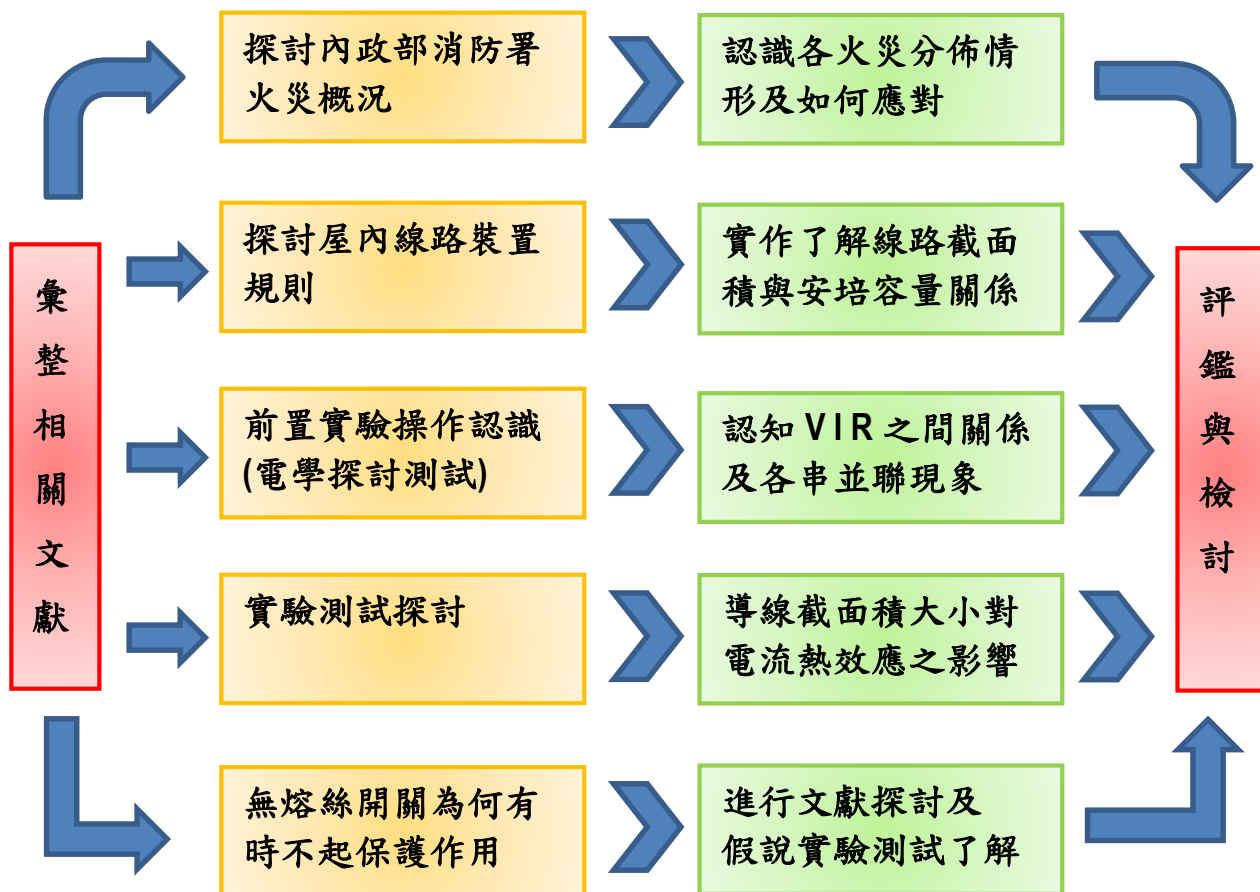 彙整相關文獻
探討內政部消防署
火災概況
認識各火災分佈情
形及如何應對
探討屋內線路裝置
規則
實作了解線路截面
積與安培容量關係
前置實驗操作認識
(電學探討測試)
認知VIR之間關係
及各串並聯現象
實驗測試探討
導線截面積大小對
電流熱效應之影響
無熔絲開關為何有
時不起保護作用
進行文獻探討及
假說實驗測試了解
評鑑與檢討